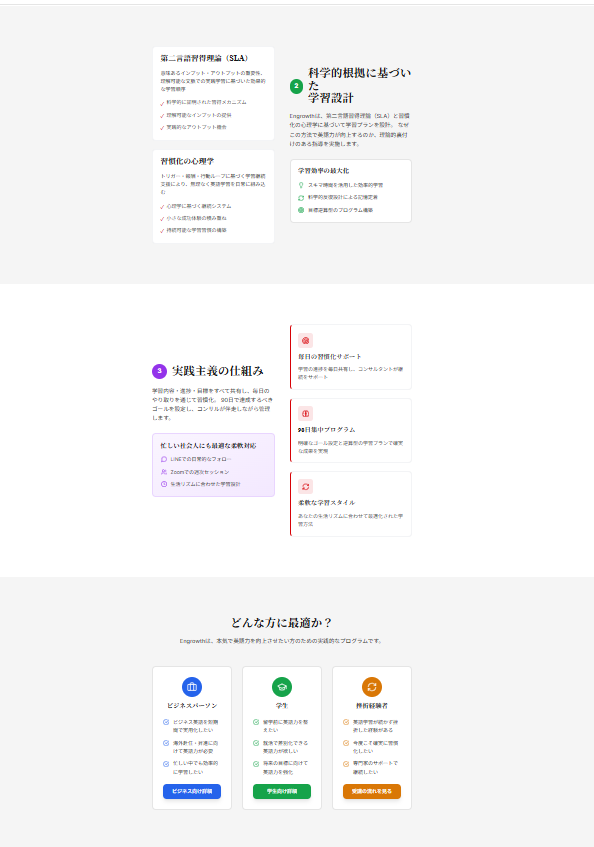 第二言語習得理論（SLA）
意味あるインプット・アウトプットの重要性、
理解可能な文脈での実践学習に基づいた効果的
な学習順序
科学的に証明された習得メカニズム
理解可能なインプットの提供
実践的なアウトプット機会
習慣化の心理学
トリガー・報酬・行動ループに基づく学習継続
支援により、無理なく英語学習を日常に組み込
む
心理学に基づく継続システム
小さな成功体験の積み重ね
持続可能な学習習慣の構築
2
科学的根拠に基づい
た
学習設計
Engrowthは、第二言語習得理論（SLA）と習慣
化の心理学に基づいて学習プランを設計。なぜ
この方法で英語力が向上するのか、理論的裏付
けのある指導を実施します。
学習効率の最大化
スキマ時間を活用した効率的学習
科学的反復設計による記憶定着
目標逆算型のプログラム構築
3
実践主義の仕組み
学習内容・進捗・目標をすべて共有し、毎日の
やり取りを通じて習慣化。90日で達成するべき
ゴールを設定し、コンサルが伴走しながら管理
します。
忙しい社会人にも最適な柔軟対応
LINEでの日常的なフォロー
Zoomでの週次セッション
生活リズムに合わせた学習設計
毎日の習慣化サポート
学習の進捗を毎日共有し、コンサルタントが継
続をサポート
90日集中プログラム
明確なゴール設定と逆算型の学習プランで確実
な成果を実現
柔軟な学習スタイル
あなたの生活リズムに合わせて最適化された学
習方法
どんな方に最適か？
Engrowthは、本気で英語力を向上させたい方のための実践的なプログラムです。
ビジネスパーソン
ビジネス英語を短期
間で実用化したい
海外赴任・昇進に向
けて英語力が必要
忙しい中でも効率的
に学習したい
ビジネス向け詳細
学生
留学前に英語力を整
えたい
就活で差別化できる
英語力が欲しい
将来の目標に向けて
英語力を強化
学生向け詳細
挫折経験者
英語学習が続かず挫
折した経験がある
今度こそ確実に習慣
化したい
専門家のサポートで
継続したい
受講の流れを見る